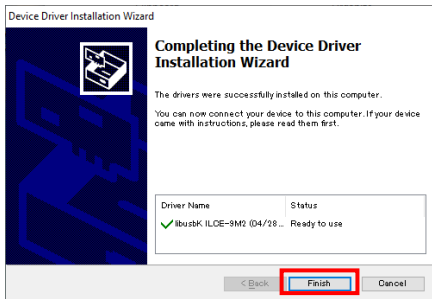 Device Driver Installation Wizard
Completing the Device Driver
Installation Wizard
The drivers were successfully installed on this computer.
You can now connect your device to this computer. If your device
came with instructions, please read them first.
Driver Name Status
libusbK ILCE-9M2 (04/28... Ready to use
< Back Finish Cancel